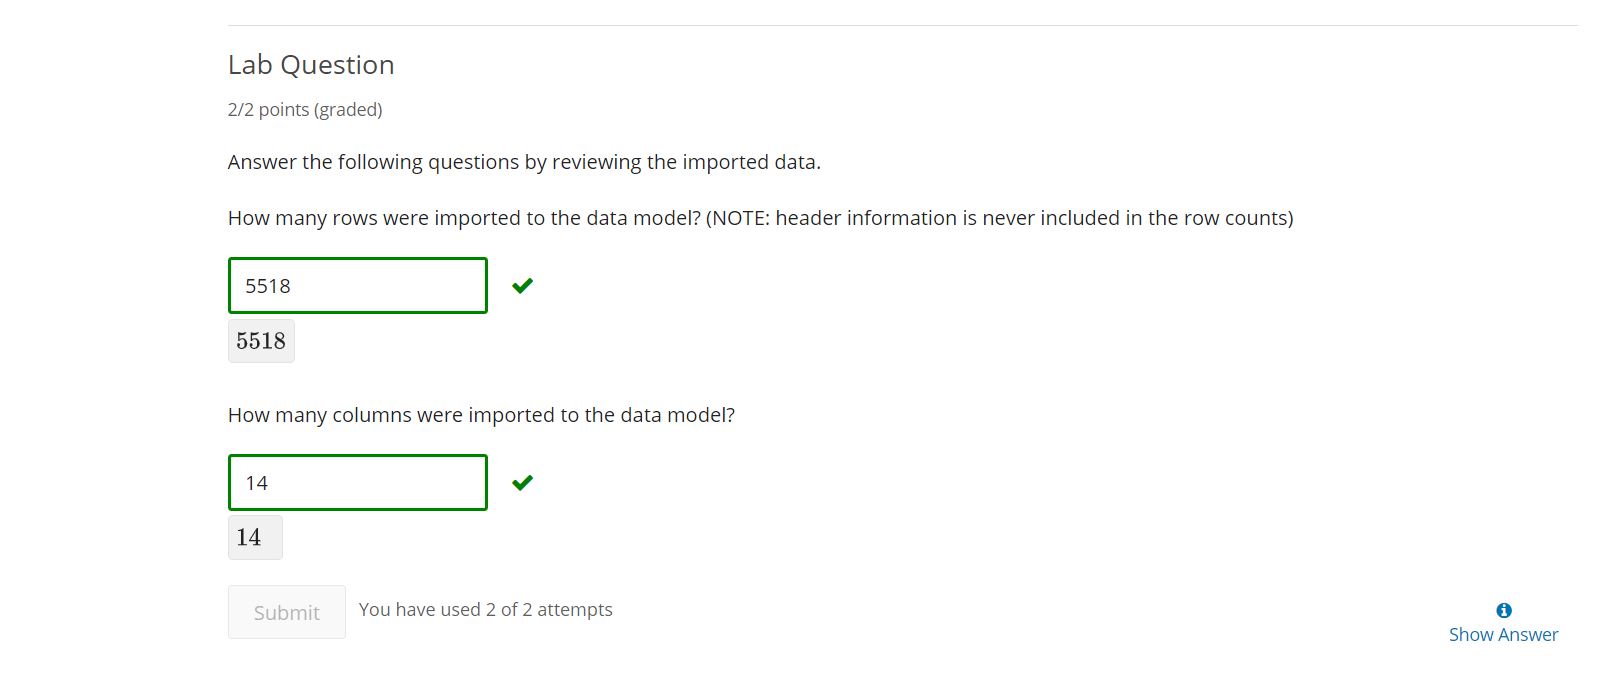 Lab Question
2/2 points (graded)
Answer the following questions by reviewing the imported data.
How many rows were imported to the data model? (NOTE: header information is never included in the row counts)
5518
5518
How many columns were imported to the data model?
14
14
Submit You have used 2 of 2 attempts
Show Answer